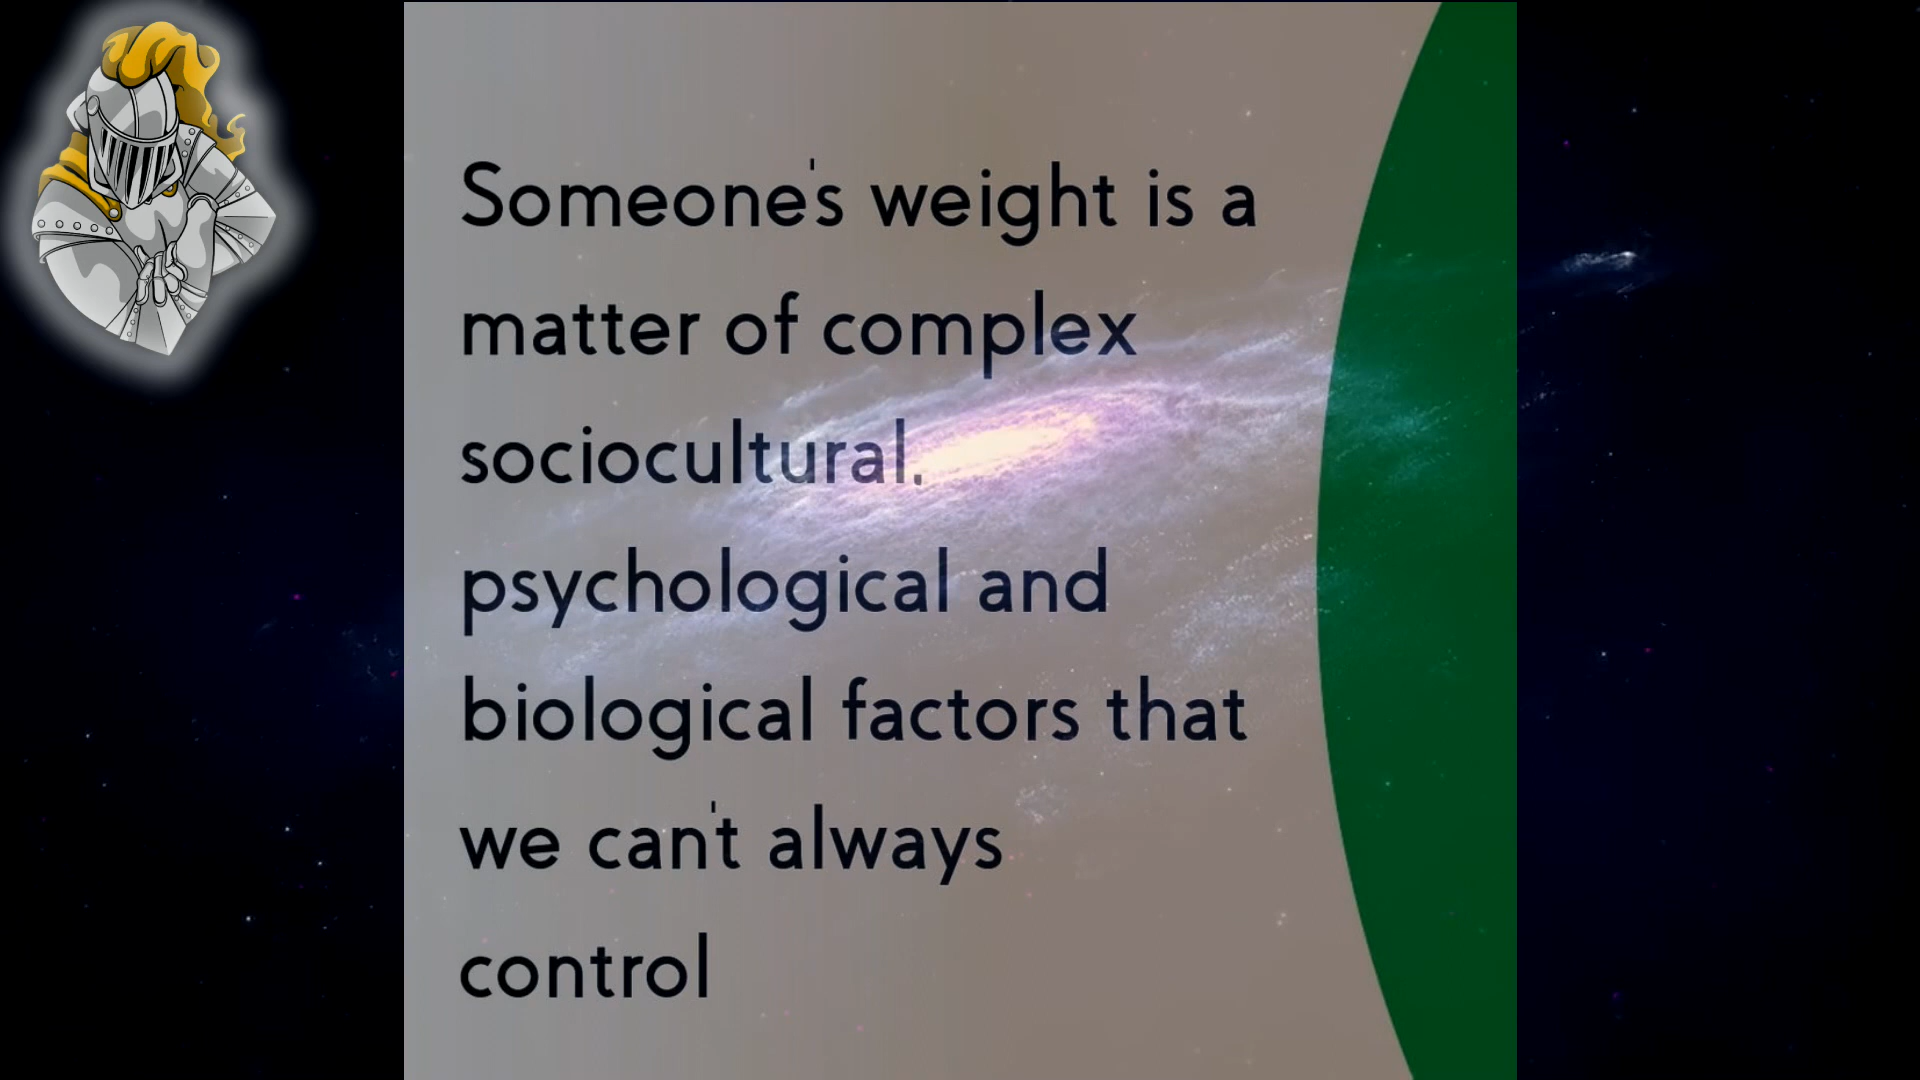 Someone's weight is a
matter of complex
sociocultural,
psychological and
biological factors that
we can't always
control